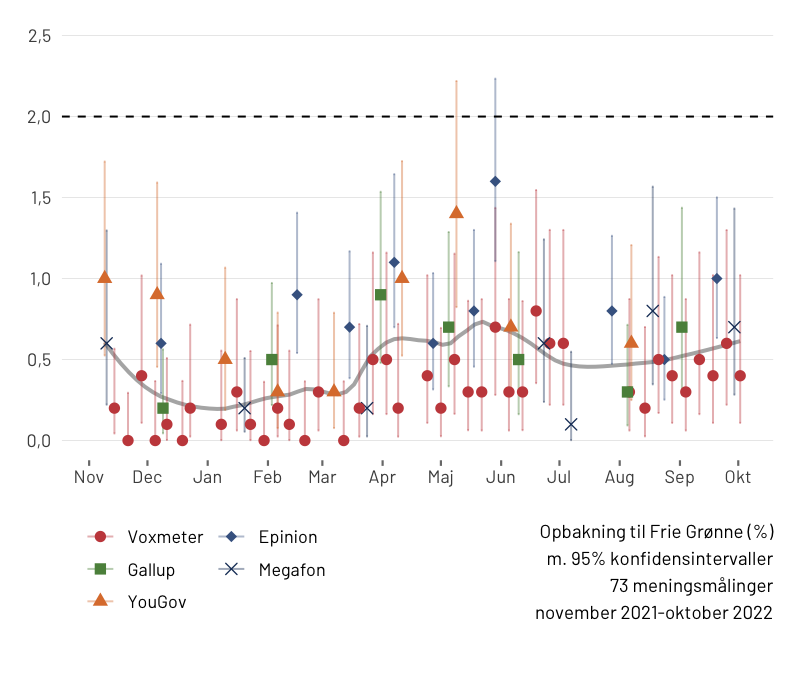 2,5
2,0
1,5
1,0
0,5
0,0
Nov Dec Jan Feb Mar Apr Maj Jun Jul Aug Sep Okt
Voxmeter Epinion
Gallup Megafon
YouGov
Opbakning til Frie Grønne (%)
m. 95% konfidensintervaller
73 meningsmålinger
november 2021-oktober 2022